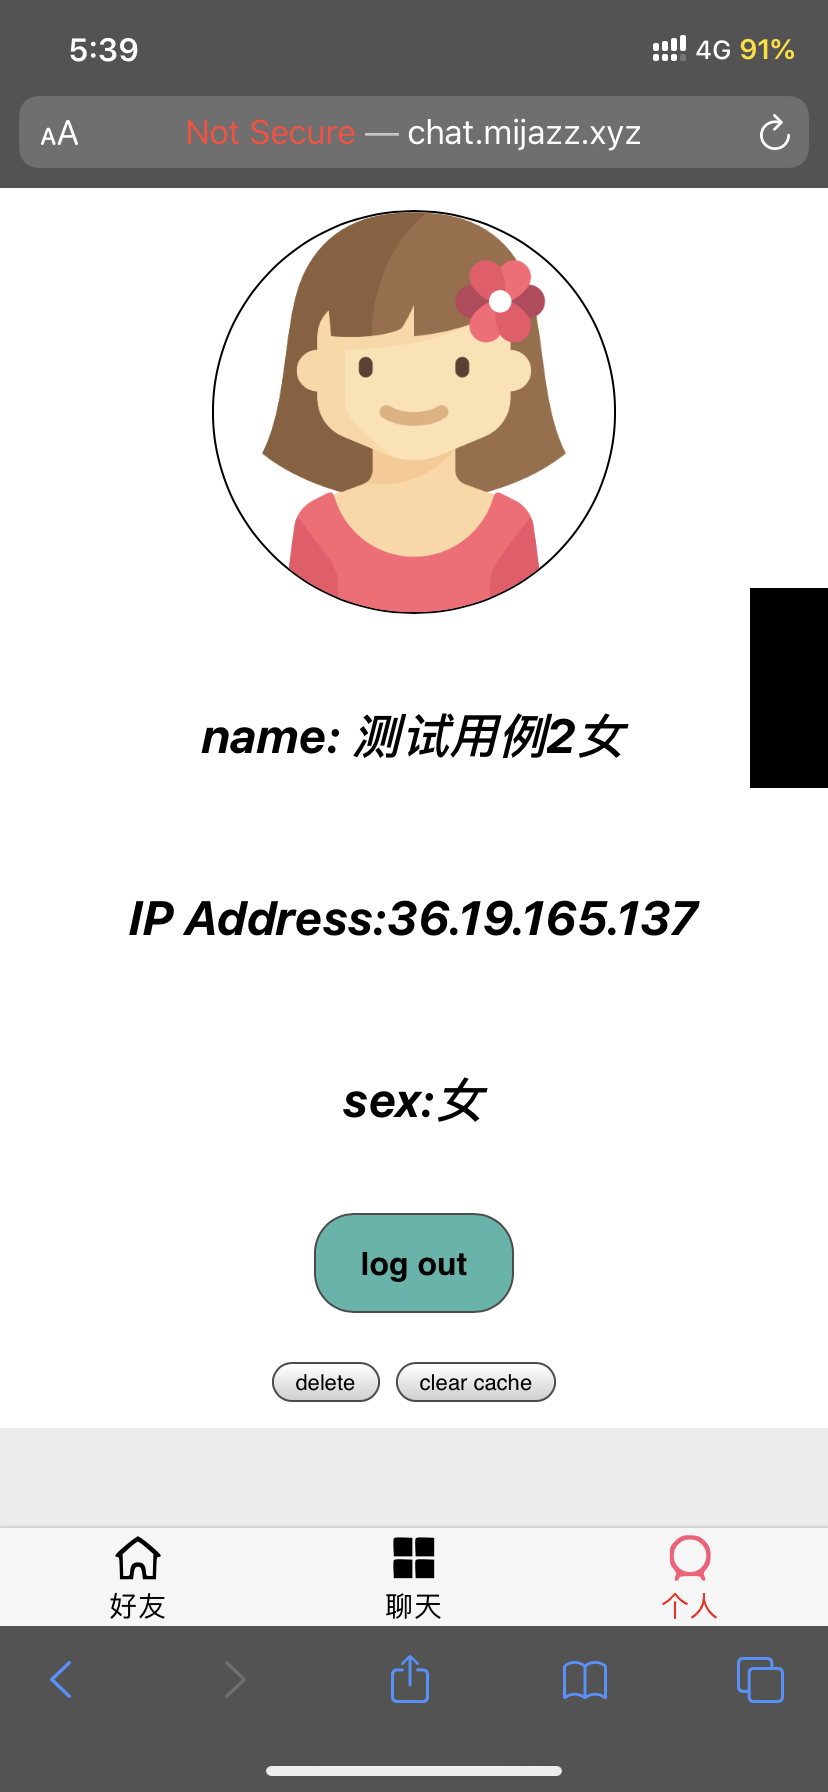 5:39
4G 91%
AA Not Secure — chat.mijazz.xyz
name: 测试用例2女
IP Address:36.19.165.137
sex:女
log out
delete clear cache
好友 聊天 个人